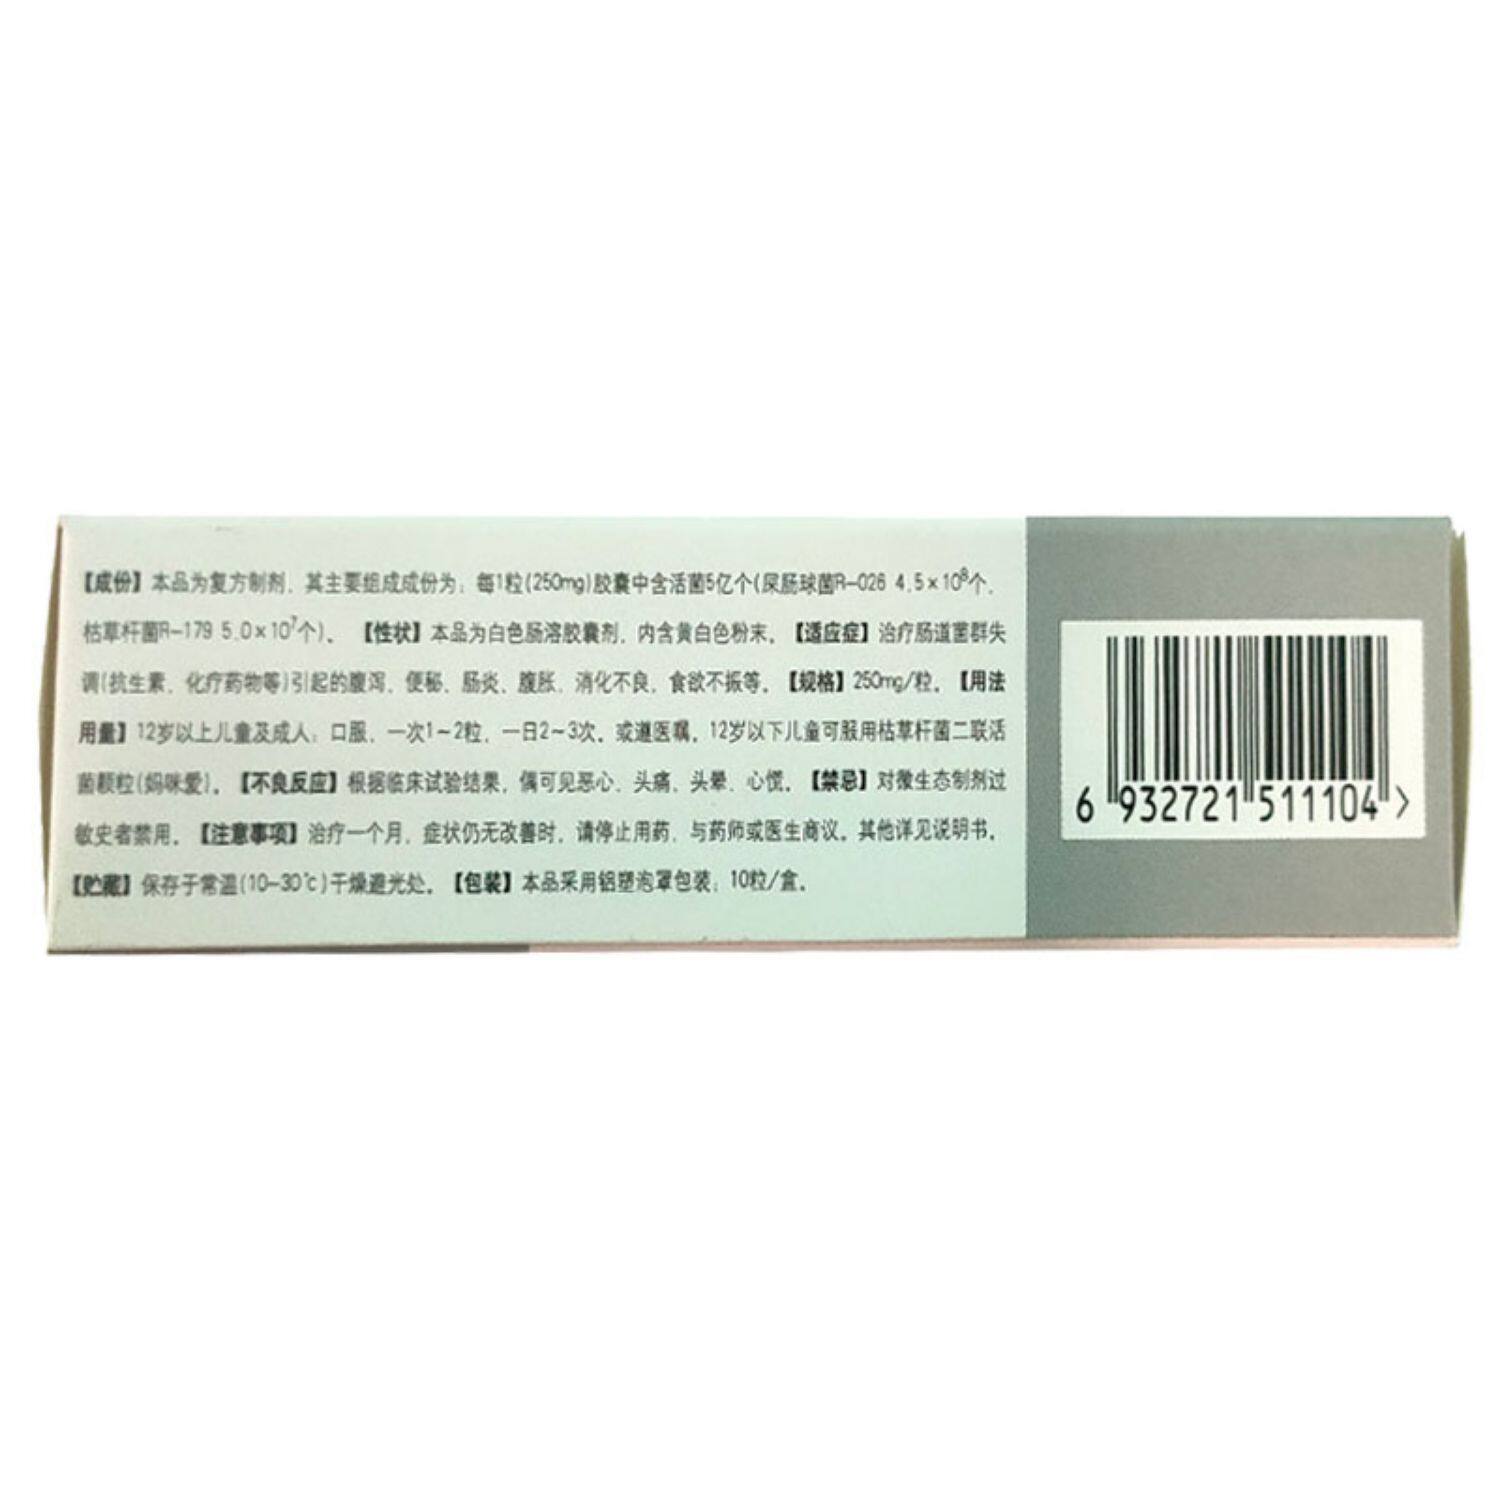 【成份】本品为复方制剂，其主要组成成份为：每1粒(250mg)胶囊中含活菌5亿个(尿肠球菌R-026 4.5×10⁸个，
枯草杆菌R-179 5.0×10⁷个)。【性状】本品为白色肠溶胶囊剂，内含黄白色粉末。【适应症】治疗肠道菌群失
调(抗生素、化疗药物等)引起的腹泻、便秘、肠炎、腹胀、消化不良、食欲不振等。【规格】250mg/粒。【用法
用量】12岁以上儿童及成人：口服，一次1~2粒，一日2~3次。或遵医嘱。12岁以下儿童可服用枯草杆菌二联活
菌颗粒(妈咪爱)。【不良反应】根据临床试验结果，偶可见恶心、头痛、头晕、心慌。【禁忌】对微生态制剂过
敏史者禁用。【注意事项】治疗一个月，症状仍无改善时，请停止用药，与药师或医生商议。其他详见说明书。
【贮藏】保存于常温(10-30℃)干燥避光处。【包装】本品采用铝塑泡罩包装；10粒/盒。
6 932721 511104 >